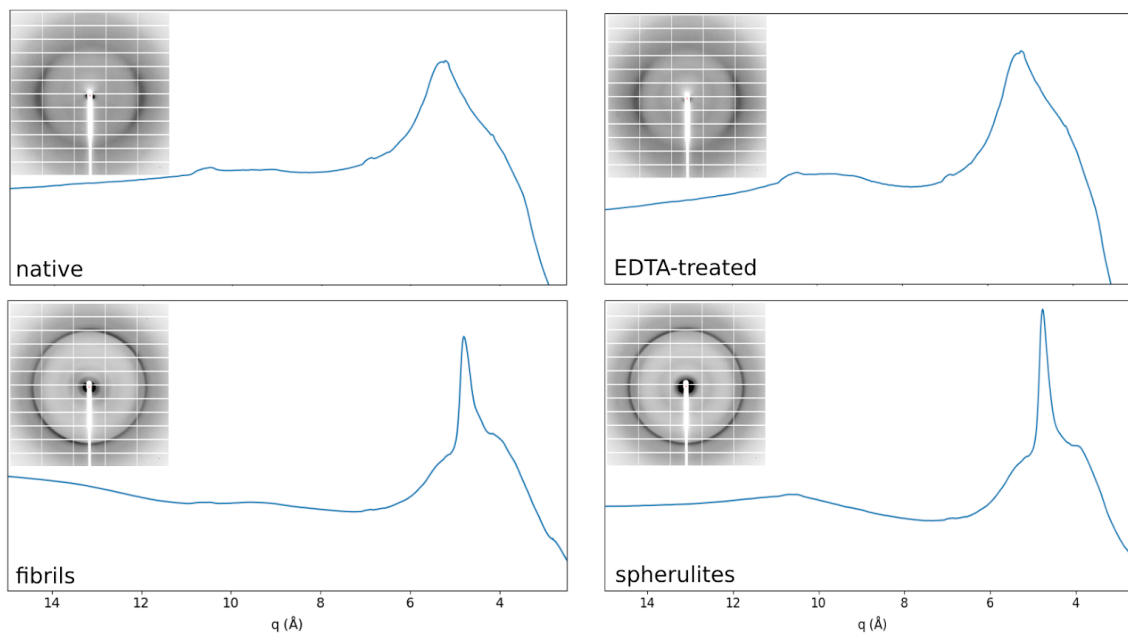 native
EDTA-treated
fibrils
14 12 10 8 6 4
q (Å)
spherulites
14 12 10 8 6 4
q (Å)